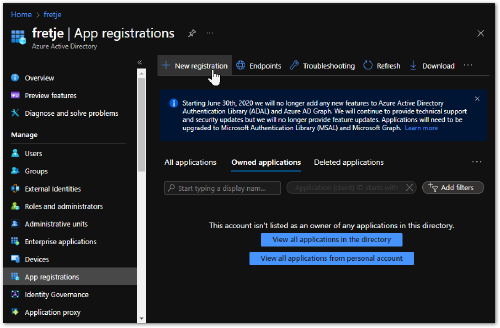 Home > fretje >
fretje | App registrations
Azure Active Directory
Overview
Preview features
Diagnose and solve problems
Manage
Users
Groups
External Identities
Roles and administrators
Administrative units
Enterprise applications
Devices
App registrations
Identity Governance
Application proxy
New registration
Endpoints
Troubleshooting
Refresh
Download
Starting June 30th, 2020 we will no longer add any new features to Azure Active Directory
Authentication Library (ADAL) and Azure AD Graph. We will continue to provide technical support
and security updates but we will no longer provide feature updates. Applications will need to be
upgraded to Microsoft Authentication Library (MSAL) and Microsoft Graph. Learn more
All applications
Owned applications
Deleted applications
Start typing a display name...
Application (client) ID starts with
Add filters
This account isn't listed as an owner of any applications in this directory.
View all applications in the directory
View all applications from personal account